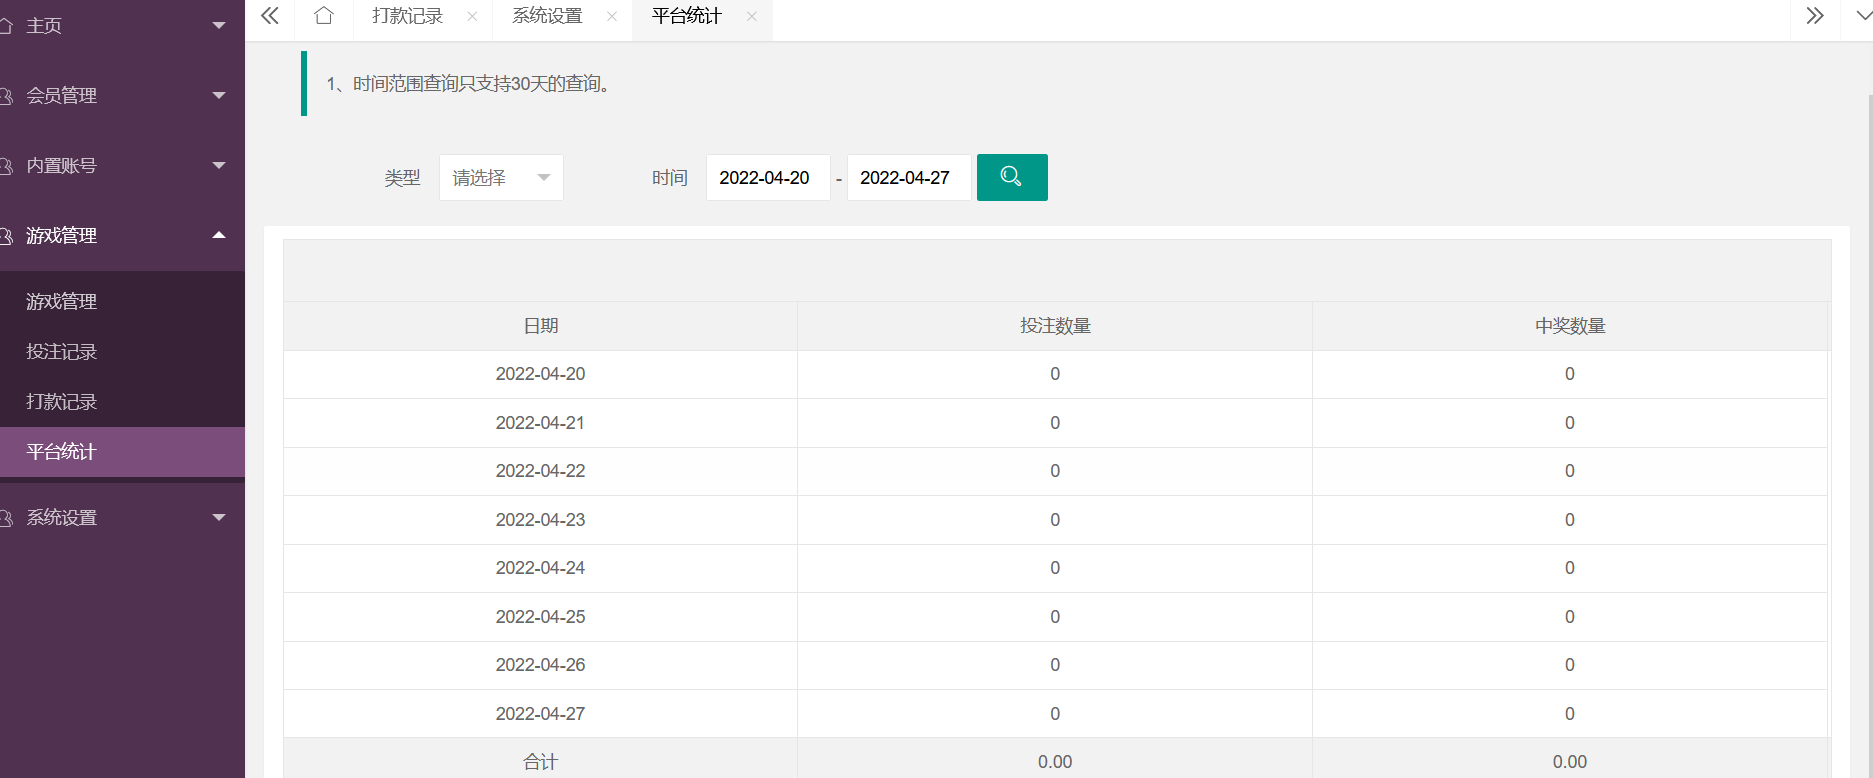 主页
会员管理
内置账号
游戏管理
游戏管理
投注记录
打款记录
平台统计
系统设置
打款记录 系统设置 平台统计
1、时间范围查询只支持30天的查询。
类型 请选择 时间 2022-04-20 - 2022-04-27
日期 投注数量 中奖数量
2022-04-20 0 0
2022-04-21 0 0
2022-04-22 0 0
2022-04-23 0 0
2022-04-24 0 0
2022-04-25 0 0
2022-04-26 0 0
2022-04-27 0 0
合计 0.00 0.00